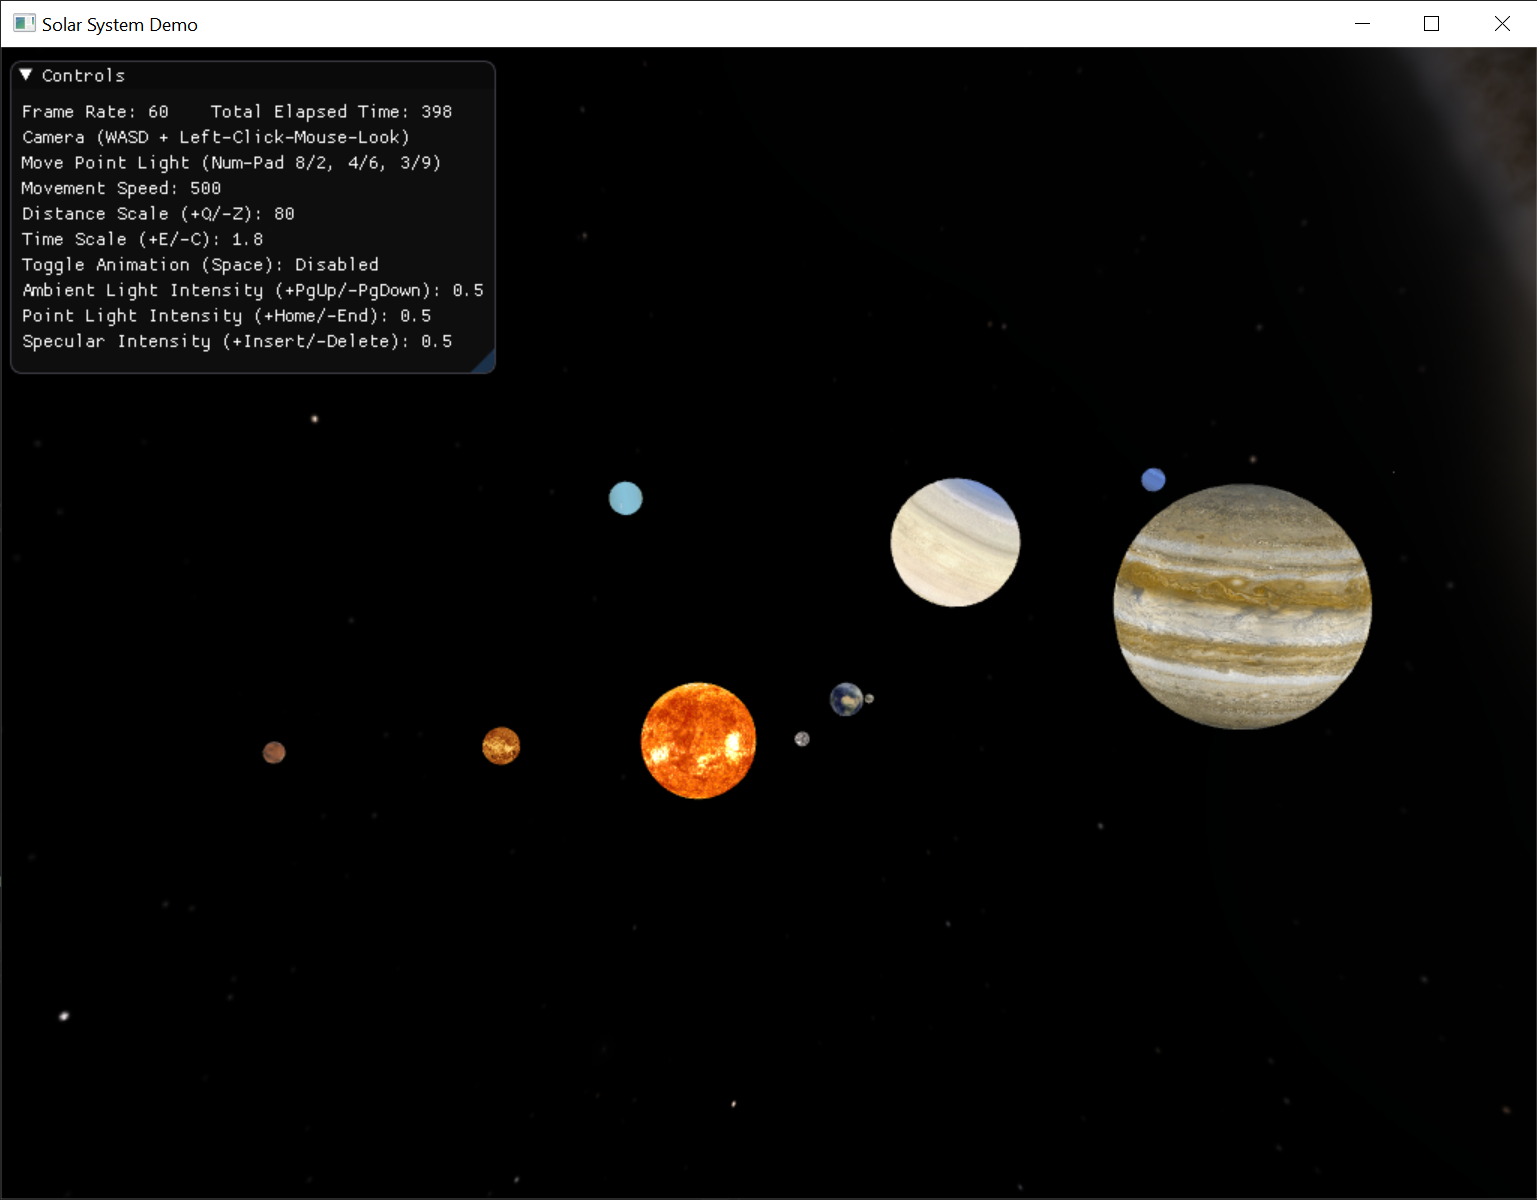 Solar System Demo
Controls
Frame Rate: 60    Total Elapsed Time: 398
Camera (WASD + Left-Click-Mouse-Look)
Move Point Light (Num-Pad 8/2, 4/6, 3/9)
Movement Speed: 500
Distance Scale (+Q/-Z): 80
Time Scale (+E/-C): 1.8
Toggle Animation (Space): Disabled
Ambient Light Intensity (+PgUp/-PgDown): 0.5
Point Light Intensity (+Home/-End): 0.5
Specular Intensity (+Insert/-Delete): 0.5